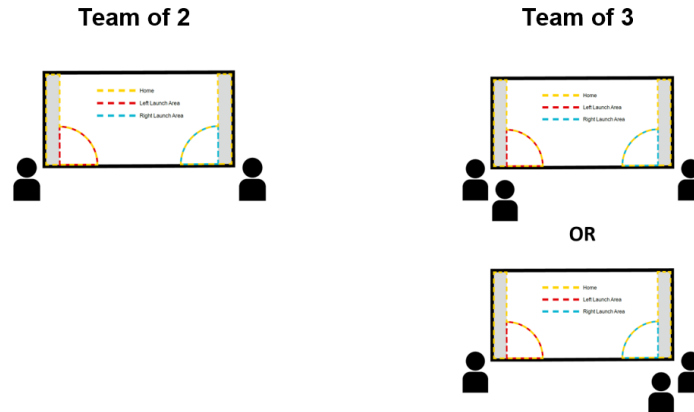 Team of 2
Home
Left Launch Area
Right Launch Area
Team of 3
Home
Left Launch Area
Right Launch Area
OR
Home
Left Launch Area
Right Launch Area